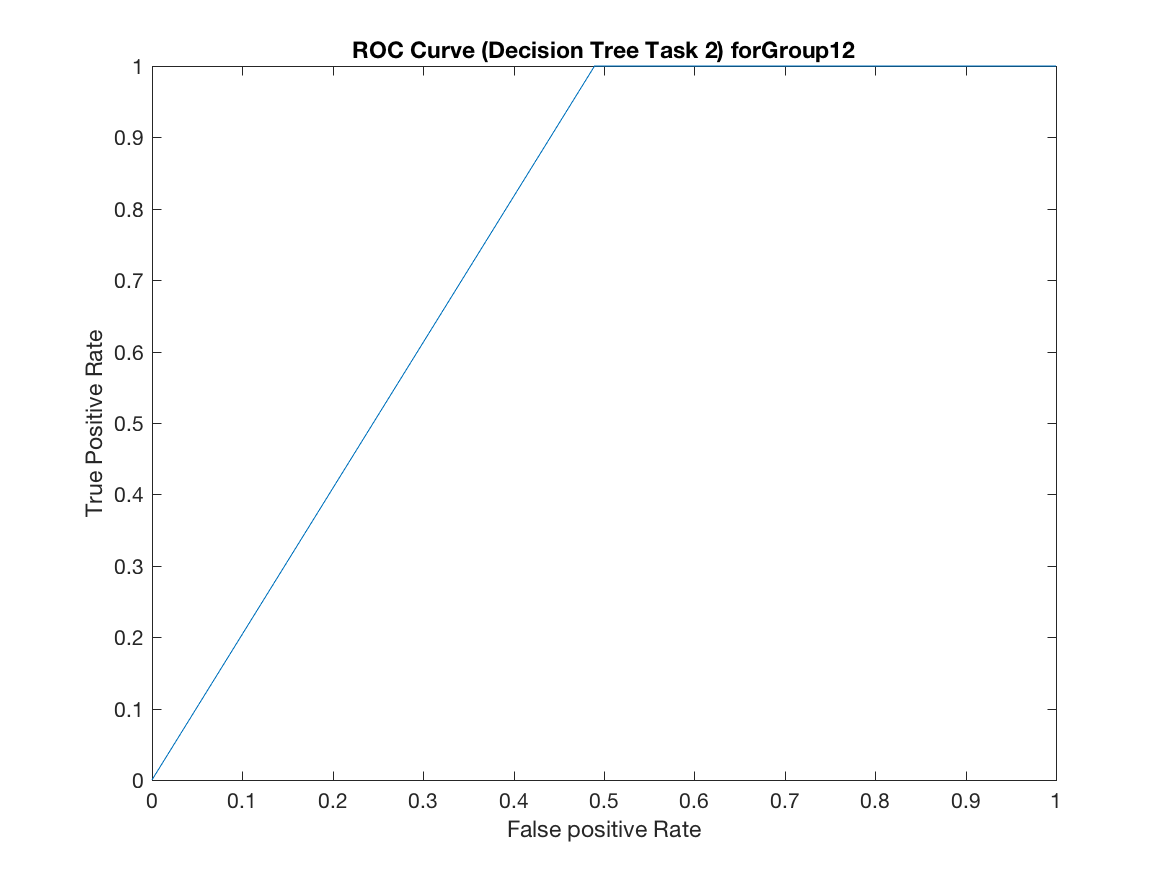 ROC Curve (Decision Tree Task 2) forGroup12
1
0.9
0.8
0.7
0.6
0.5
0.4
0.3
0.2
0.1
0
True Positive Rate
0 0.1 0.2 0.3 0.4 0.5 0.6 0.7 0.8 0.9 1
False positive Rate